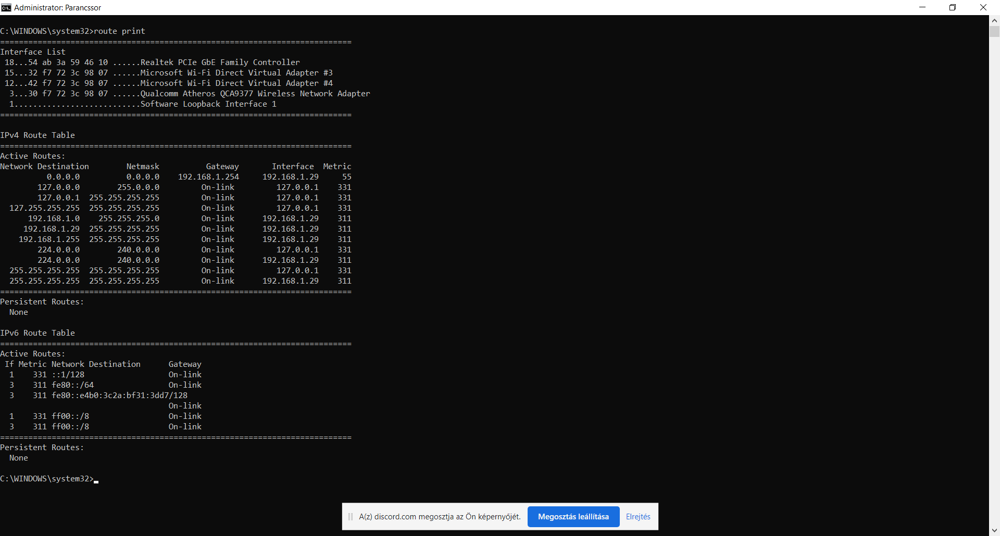 Administrator: Parancssor
C:\WINDOWS\system32>route print
===========================================================================
Interface List
 18...54 ab 3a 59 46 10 ......Realtek PCIe GbE Family Controller
 15...32 f7 72 3c 98 07 ......Microsoft Wi-Fi Direct Virtual Adapter #3
 12...42 f7 72 3c 98 07 ......Microsoft Wi-Fi Direct Virtual Adapter #4
  3...30 f7 72 3c 98 07 ......Qualcomm Atheros QCA9377 Wireless Network Adapter
  1...........................Software Loopback Interface 1
===========================================================================
IPv4 Route Table
===========================================================================
Active Routes:
Network Destination        Netmask          Gateway       Interface  Metric
          0.0.0.0          0.0.0.0    192.168.1.254     192.168.1.29     55
        127.0.0.0        255.0.0.0         On-link         127.0.0.1    331
        127.0.0.1  255.255.255.255         On-link         127.0.0.1    331
  127.255.255.255  255.255.255.255         On-link         127.0.0.1    331
      192.168.1.0    255.255.255.0         On-link      192.168.1.29    311
     192.168.1.29  255.255.255.255         On-link      192.168.1.29    311
    192.168.1.255  255.255.255.255         On-link      192.168.1.29    311
        224.0.0.0        240.0.0.0         On-link         127.0.0.1    331
        224.0.0.0        240.0.0.0         On-link      192.168.1.29    311
  255.255.255.255  255.255.255.255         On-link         127.0.0.1    331
  255.255.255.255  255.255.255.255         On-link      192.168.1.29    311
===========================================================================
Persistent Routes:
  None
IPv6 Route Table
===========================================================================
Active Routes:
 If Metric Network Destination      Gateway
  1    331 ::1/128                  On-link
  3    311 fe80::/64                On-link
  3    311 fe80::e4b0:3c2a:bf31:3dd7/128
                                    On-link
  1    331 ff00::/8                 On-link
  3    311 ff00::/8                 On-link
===========================================================================
Persistent Routes:
  None
C:\WINDOWS\system32>
A(z) discord.com megosztja az Ön képernyőjét. Megosztás leállítása Elrejtés